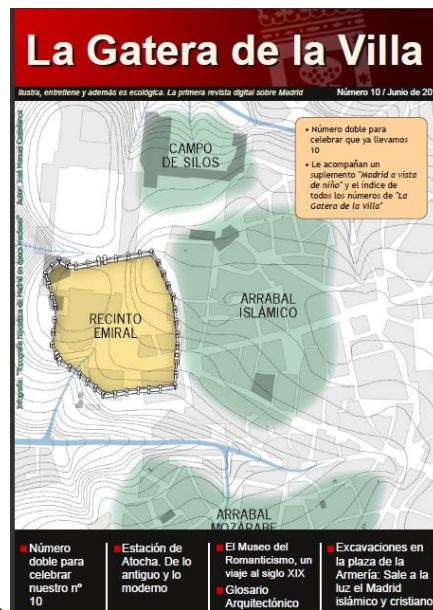 La Gatera de la Villa
Ilustra, entretiene y además es ecológica. La primera revista digital sobre Madrid
Número 10 / Junio de 20
Infografía: "Topografía hipotética de Madrid en época medieval" Autor: José Manuel Castellanos
• Número doble para
celebrar que ya llevamos
10
• Le acompañan un
suplemento "Madrid a vista
de niño" y el índice de
todos los números de "La
Gatera de la Villa"
CAMPO
DE SILOS
RECINTO
EMIRAL
ARRABAL
ISLÁMICO
ARRABAL
MOZÁRABE
Número
doble para
celebrar
nuestro nº
10
Estación de
Atocha. De lo
antiguo y lo
moderno
El Museo del
Romanticismo, un
viaje al siglo XIX
Glosario
Arquitectónico
Excavaciones en
la plaza de la
Armería: Sale a la
luz el Madrid
islámico y cristiano